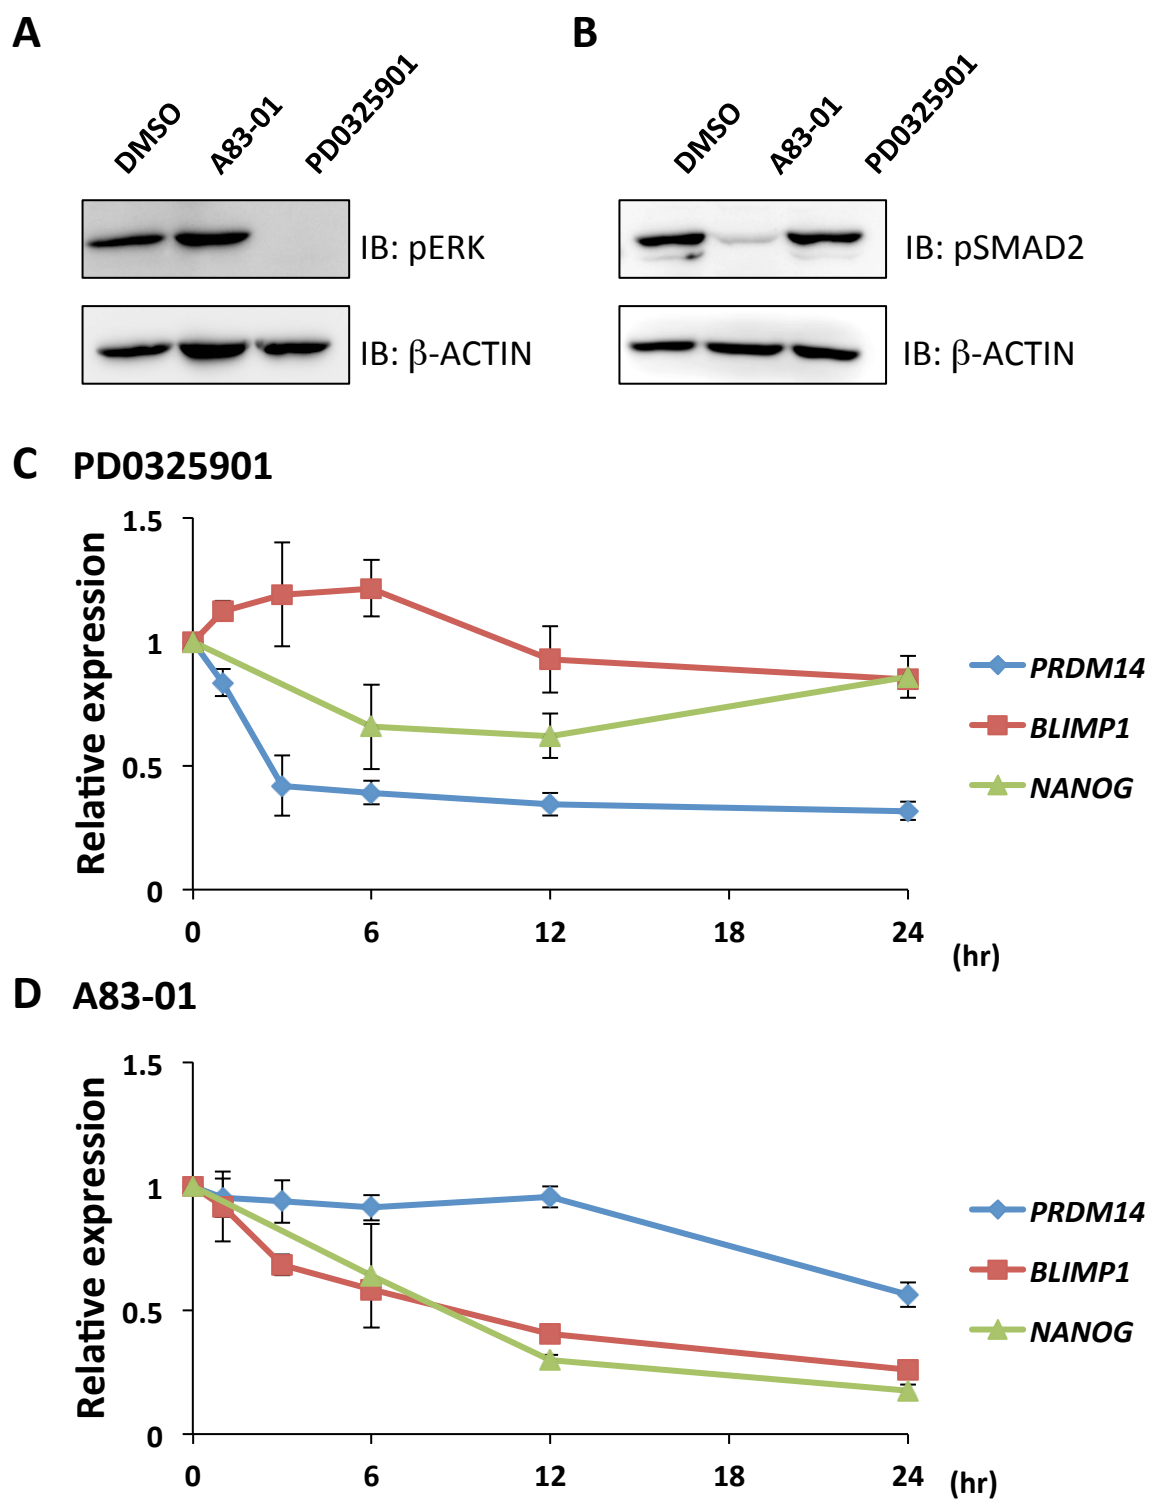 A
B
DMSO
A83-01
PD0325901
DMSO
A83-01
PD0325901
IB: pERK
IB: pSMAD2
IB: β-ACTIN
IB: β-ACTIN
C PD0325901
Relative expression
1.5
1
0.5
0
0 6 12 18 24
(hr)
PRDM14
BLIMP1
NANOG
D A83-01
Relative expression
1.5
1
0.5
0
0 6 12 18 24
(hr)
PRDM14
BLIMP1
NANOG